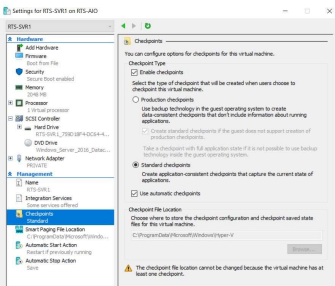 Settings for RTS-SVR1 on RTS-AIO
RTS-SVR1
Hardware
Add Hardware
Firmware
Boot from File
Security
Secure Boot enabled
Memory
2048 MB
Processor
1 Virtual processor
SCSI Controller
Hard Drive
DVD Drive
Windows_Server_2016_Datac...
Network Adapter
PRIVATE
Management
Name
RTS-SVR1
Integration Services
Some services offered
Checkpoints
Standard
Smart Paging File Location
C:\ProgramData\Microsoft\Windo...
Automatic Start Action
Restart if previously running
Automatic Stop Action
Save
Checkpoints
You can configure options for checkpoints for this virtual machine.
Checkpoint Type
Enable checkpoints
Select the type of checkpoint that will be created when users choose to
checkpoint this virtual machine.
Production checkpoints
Use backup technology in the guest operating system to create
data-consistent checkpoints that don't include information about running
applications.
Create standard checkpoints if the guest does not support creation of
production checkpoints.
Take a checkpoint with full application state if it is not possible to use backup
technology inside the guest operating system.
Standard checkpoints
Create application-consistent checkpoints that capture the current state of
applications.
Use automatic checkpoints
Checkpoint File Location
Choose where to store the checkpoint configuration and checkpoint saved state
files for this virtual machine.
C:\ProgramData\Microsoft\Windows\Hyper-V
Browse...
The checkpoint file location cannot be changed because the virtual machine has at
least one checkpoint.